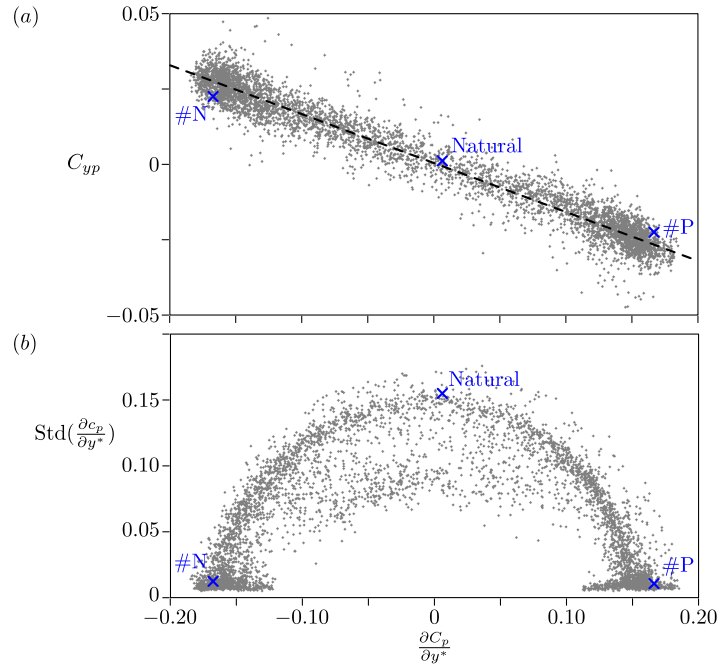 (a)
0.05
#N
Natural
C_{yp}
0
#P
−0.05
(b)
Natural
0.15
Std(∂c_p/∂y*)
0.10
0.05
#N
#P
0
−0.20
−0.10
0
0.10
0.20
∂C_p/∂y*